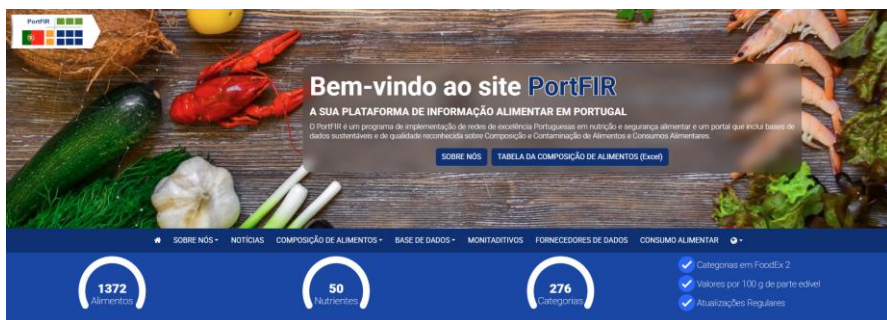 PortFIR
Bem-vindo ao site PortFIR
A SUA PLATAFORMA DE INFORMAÇÃO ALIMENTAR EM PORTUGAL
O PortFIR é um programa de implementação de redes de excelência Portuguesas em nutrição e segurança alimentar e um portal que inclui bases de
dados sustentáveis e de qualidade reconhecida sobre Composição e Contaminação de Alimentos e Consumos Alimentares.
SOBRE NÓS TABELA DA COMPOSIÇÃO DE ALIMENTOS (Excel)
SOBRE NÓS NOTÍCIAS COMPOSIÇÃO DE ALIMENTOS BASE DE DADOS MONITADITIVOS FORNECEDORES DE DADOS CONSUMO ALIMENTAR
1372
Alimentos
50
Nutrientes
276
Categorias
Categorias em FoodEx 2
Valores por 100 g de parte edível
Atualizações Regulares